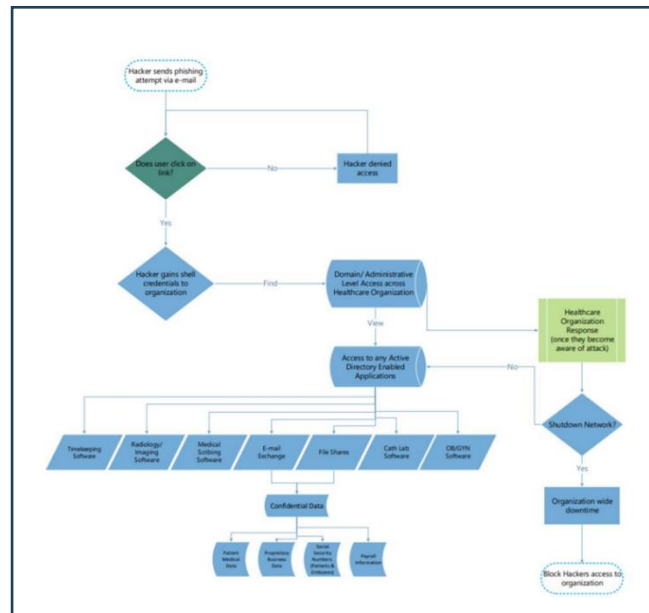 Hacker sends phishing
attempt via e-mail
Does user click on
link?
No
Hacker denied
access
Yes
Hacker gains shell
credentials to
organization
Find
Domain/ Administrative
Level Access across
Healthcare Organization
View
Healthcare
Organization
Response
(once they become
aware of attack)
Access to any Active
Directory Enabled
Applications
No
Shutdown Network?
Timekeeping
Software
Radiology/
Imaging
Software
Medical
Scribing
Software
E-mail
Exchange
File Shares
Cath Lab
Software
OB/GYN
Software
Yes
Confidential Data
Organization wide
downtime
Patient
Medical
Data
Proprietary
Business
Data
Social
Security
Numbers
(Patients &
Payroll
Information
Block Hackers access to
organization